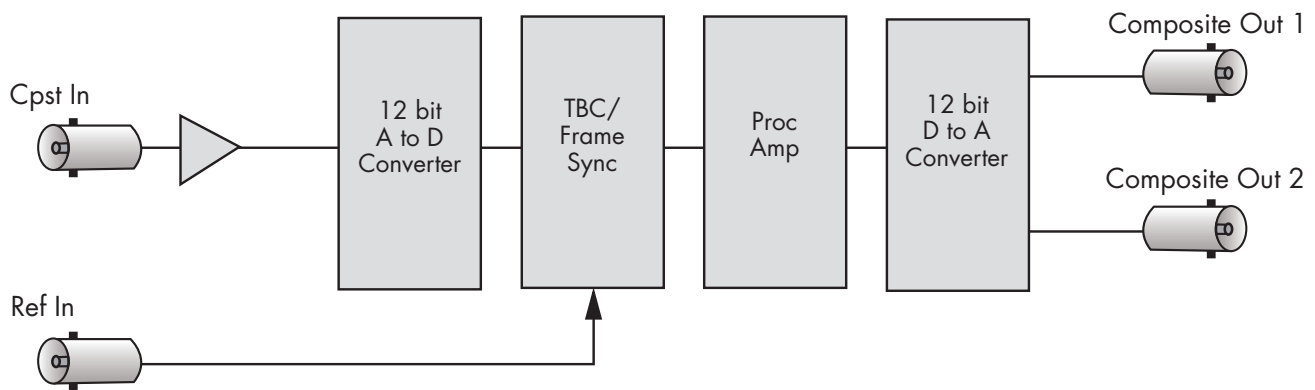 Composite Out 1
Cpst In
12 bit
A to D
Converter
TBC/
Frame
Sync
Proc
Amp
12 bit
D to A
Converter
Composite Out 2
Ref In